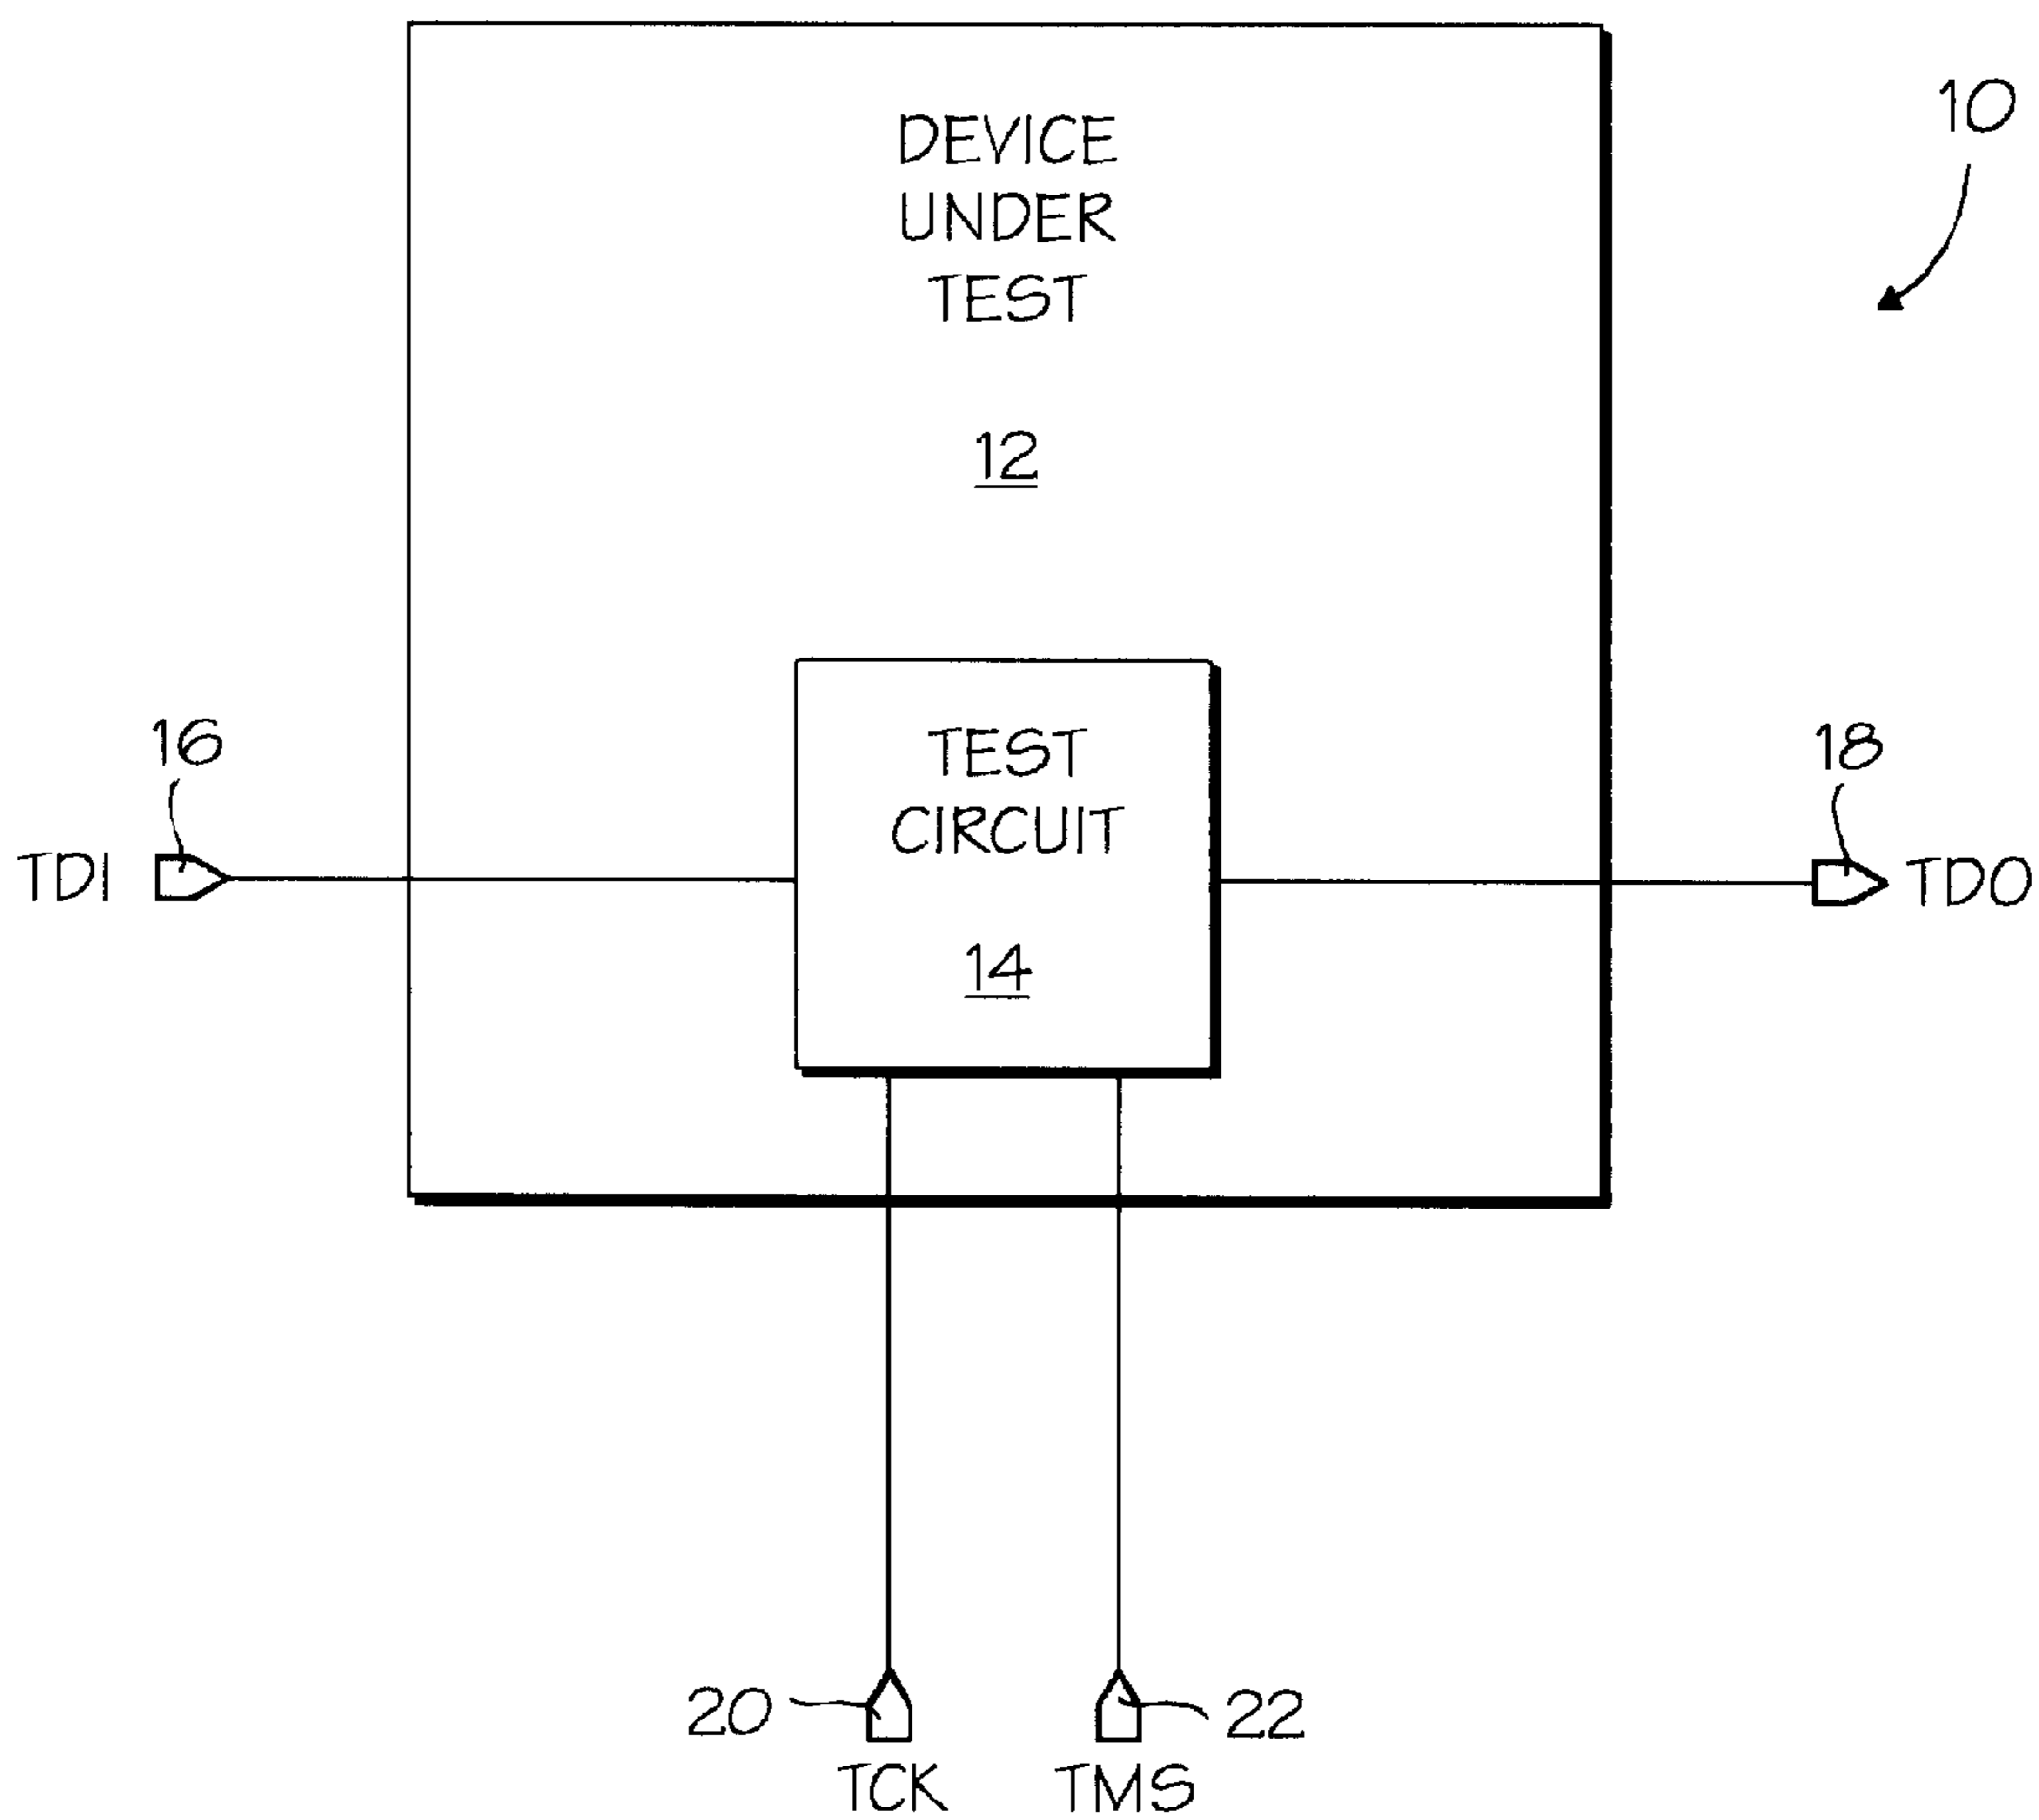 10
DEVICE
UNDER
TEST
12
16
TEST
CIRCUIT
18
TDI
TDO
14
20
22
TCK
TMS